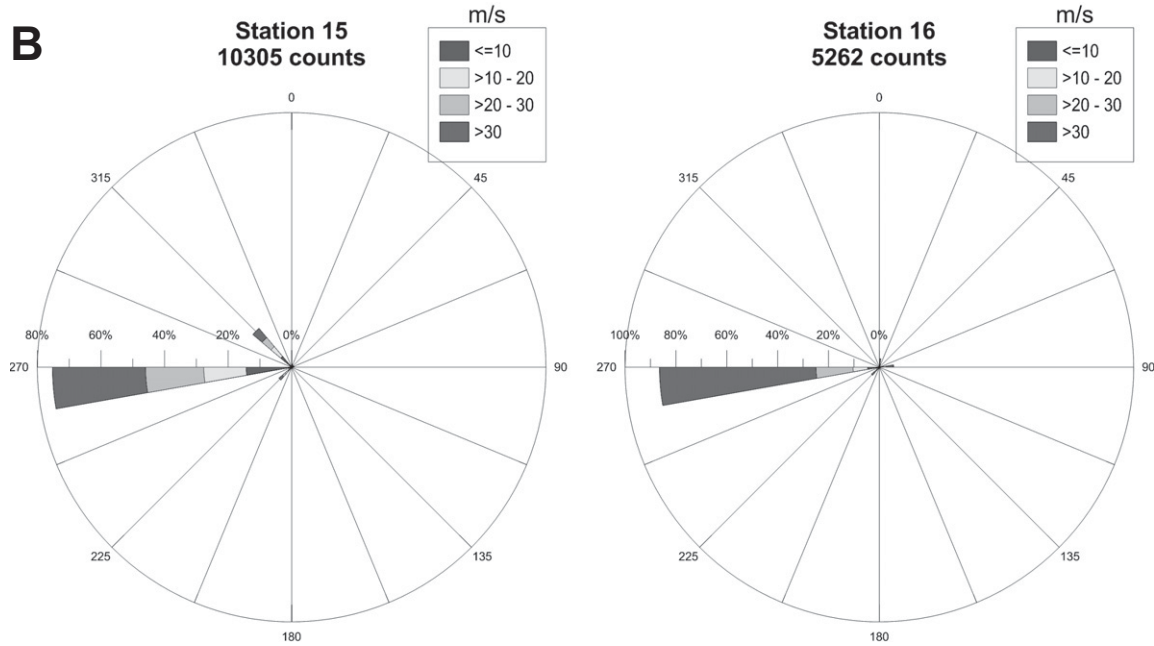 B
Station 15
10305 counts
m/s
<=10
>10 - 20
>20 - 30
>30
0
315
45
80% 60% 40% 20% 0%
270
90
225
135
180
Station 16
5262 counts
m/s
<=10
>10 - 20
>20 - 30
>30
0
315
45
100% 80% 60% 40% 20% 0%
270
90
225
135
180